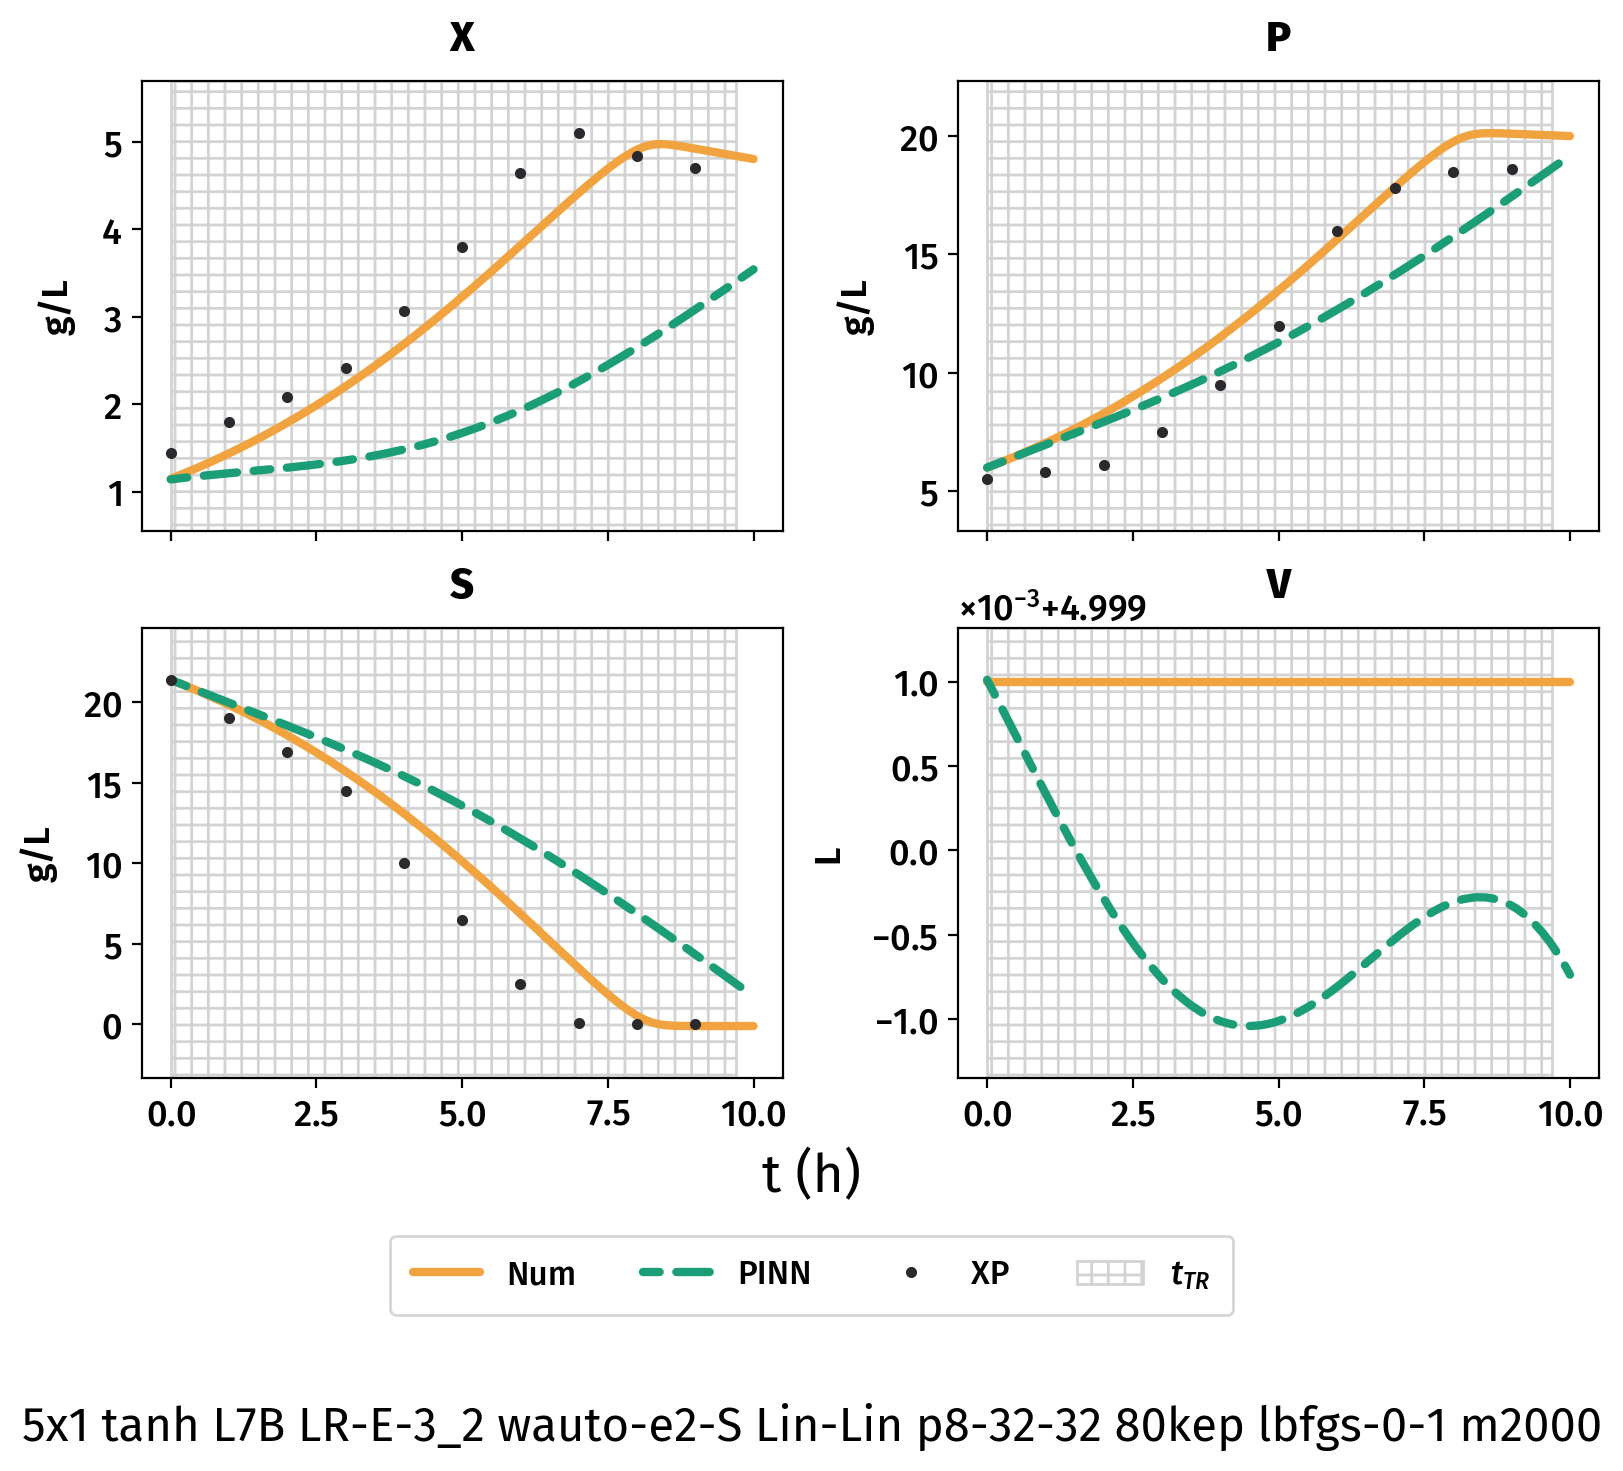 X
P
5
4
3
2
1
g/L
20
15
10
5
g/L
S
V
×10⁻³+4.999
20
15
10
5
0
g/L
1.0
0.5
0.0
−0.5
−1.0
L
0.0 2.5 5.0 7.5 10.0
0.0 2.5 5.0 7.5 10.0
t (h)
Num PINN XP t_TR
5x1 tanh L7B LR-E-3_2 wauto-e2-S Lin-Lin p8-32-32 80kep lbfgs-0-1 m2000